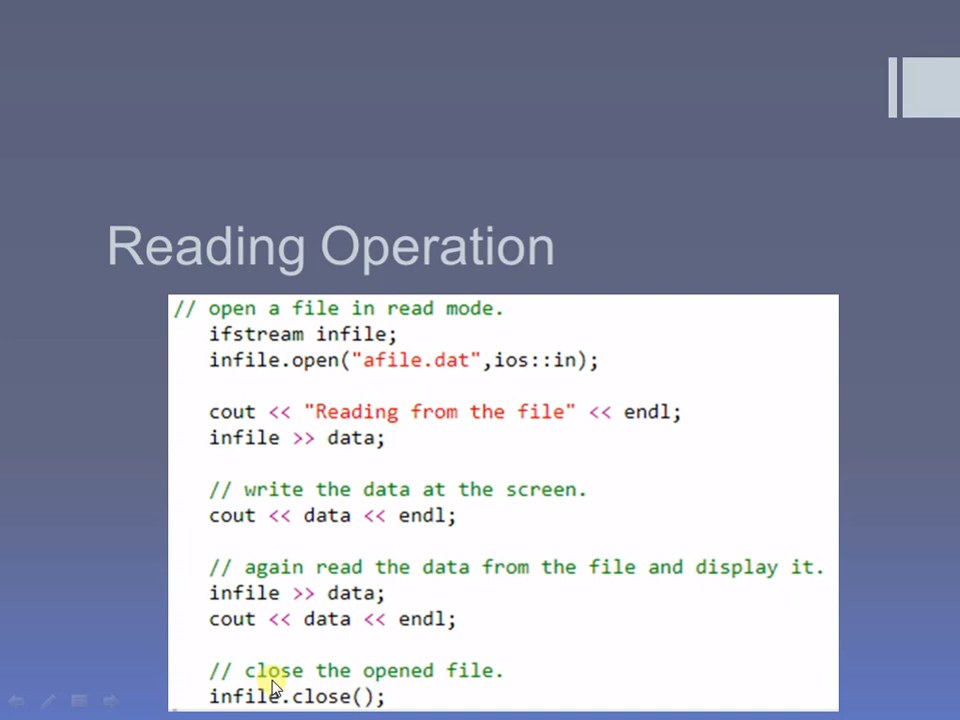 Reading Operation
// open a file in read mode.
ifstream infile;
infile.open("afile.dat",ios::in);
cout << "Reading from the file" << endl;
infile >> data;
// write the data at the screen.
cout << data << endl;
// again read the data from the file and display it.
infile >> data;
cout << data << endl;
// close the opened file.
infile.close();